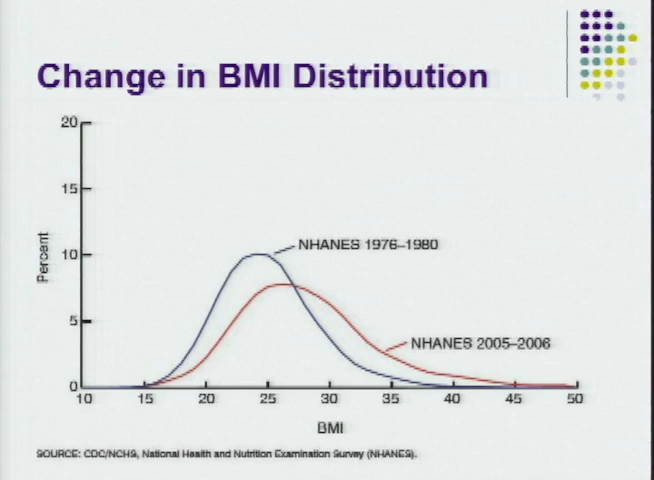 Change in BMI Distribution
20
15
10
5
0
Percent
NHANES 1976–1980
NHANES 2005–2006
10 15 20 25 30 35 40 45 50
BMI
SOURCE: CDC/NCHS, National Health and Nutrition Examination Survey (NHANES).